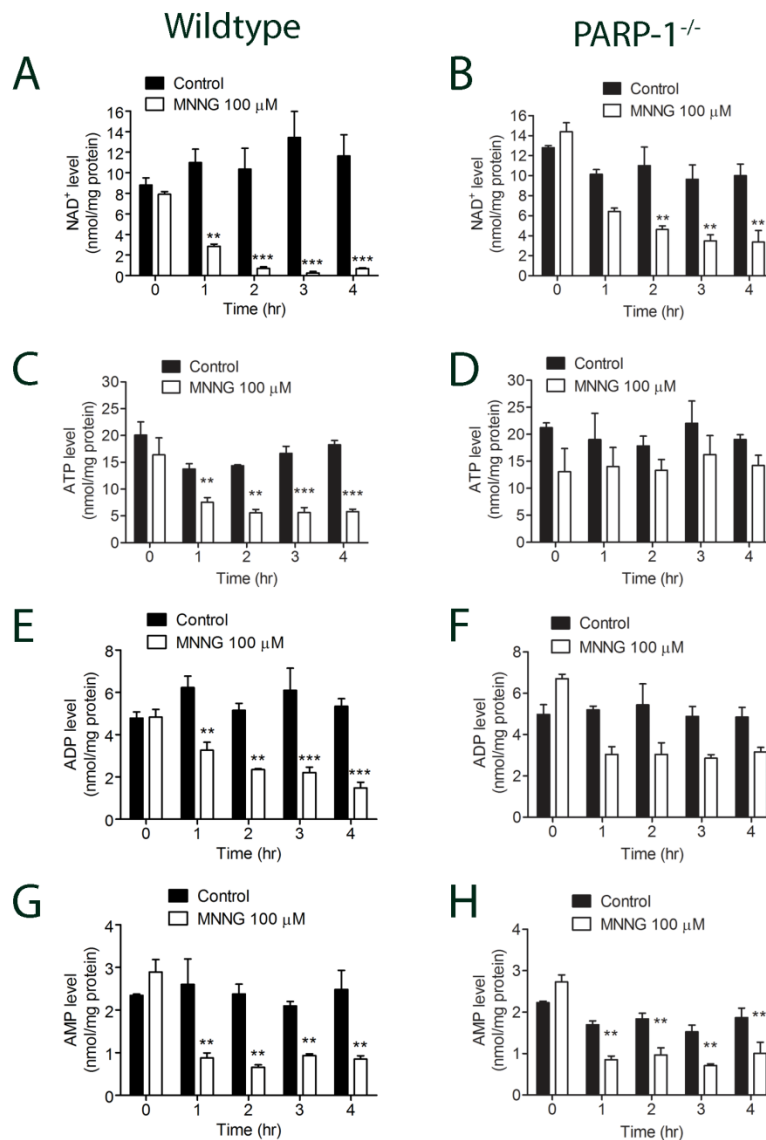 Wildtype
PARP-1-/-
A
Control
MNNG 100 μM
NAD+ level
(nmol/mg protein)
16
14
12
10
8
6
4
2
0
** *** *** ***
0 1 2 3 4
Time (hr)
B
Control
MNNG 100 μM
NAD+ level
(nmol/mg protein)
16
14
12
10
8
6
4
2
0
** ** **
0 1 2 3 4
Time (hr)
C
Control
MNNG 100 μM
ATP level
(nmol/mg protein)
30
25
20
15
10
5
0
** ** *** ***
0 1 2 3 4
Time (hr)
D
Control
MNNG 100 μM
ATP level
(nmol/mg protein)
30
25
20
15
10
5
0
0 1 2 3 4
Time (hr)
E
Control
MNNG 100 μM
ADP level
(nmol/mg protein)
8
6
4
2
0
** ** *** ***
0 1 2 3 4
Time (hr)
F
Control
MNNG 100 μM
ADP level
(nmol/mg protein)
8
6
4
2
0
0 1 2 3 4
Time (hr)
G
Control
MNNG 100 μM
AMP level
(nmol/mg protein)
4
3
2
1
0
** ** ** **
0 1 2 3 4
Time (hr)
H
Control
MNNG 100 μM
AMP level
(nmol/mg protein)
4
3
2
1
0
** ** ** **
0 1 2 3 4
Time (hr)